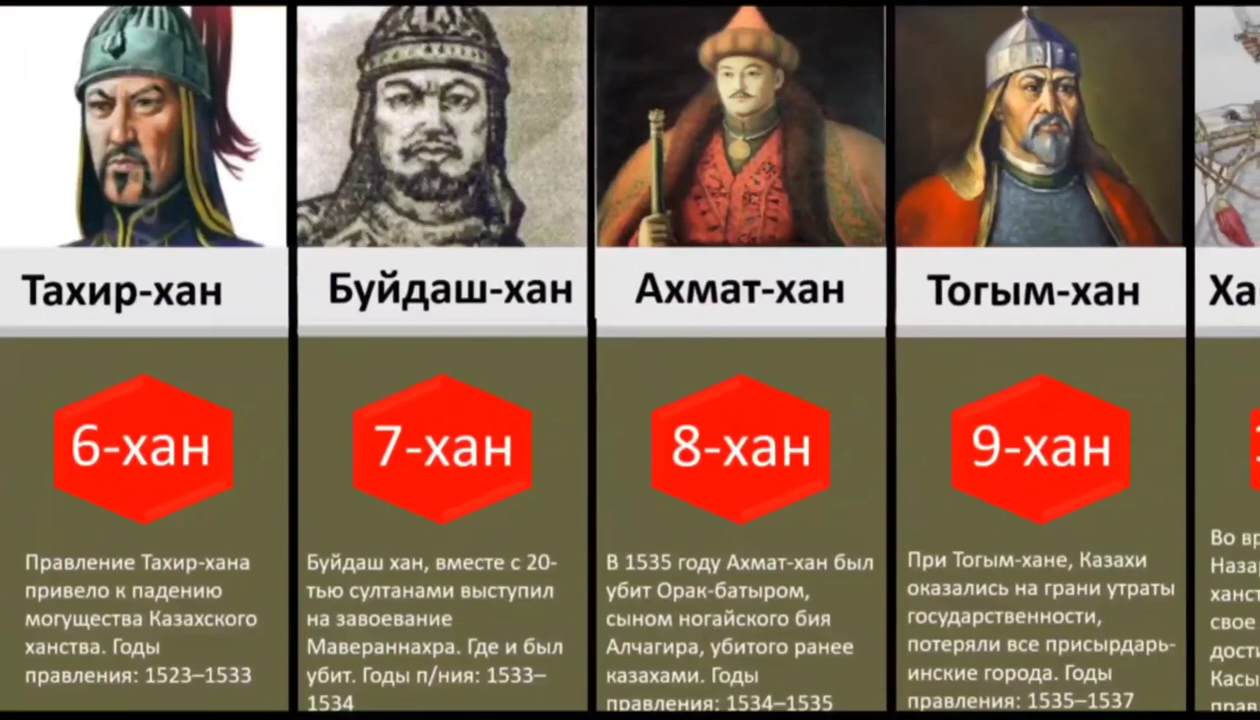 Тахир-хан
6-хан
Правление Тахир-хана
привело к падению
могущества Казахского
ханства. Годы
правления: 1523–1533
Буйдаш-хан
7-хан
Буйдаш хан, вместе с 20-
тью султанами выступил
на завоевание
Мавераннахра. Где и был
убит. Годы п/ния: 1533–
1534
Ахмат-хан
8-хан
В 1535 году Ахмат-хан был
убит Орак-батыром,
сыном ногайского бия
Алчагира, убитого ранее
казахами. Годы
правления: 1534–1535
Тогым-хан
9-хан
При Тогым-хане, Казахи
оказались на грани утраты
государственности,
потеряли все присырдарь-
инские города. Годы
правления: 1535–1537
Во
свое